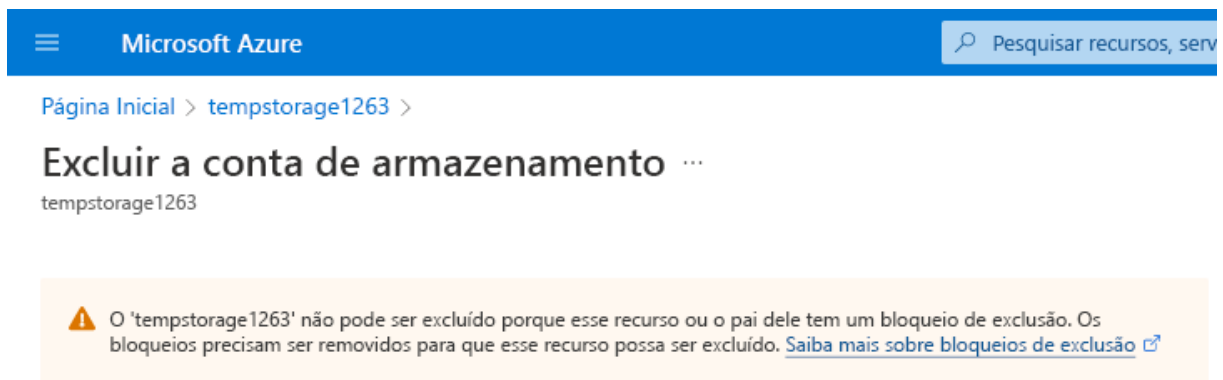 Microsoft Azure
Pesquisar recursos, serv
Página Inicial > tempstorage1263 >
Excluir a conta de armazenamento ...
tempstorage1263
O 'tempstorage1263' não pode ser excluído porque esse recurso ou o pai dele tem um bloqueio de exclusão. Os
bloqueios precisam ser removidos para que esse recurso possa ser excluído. Saiba mais sobre bloqueios de exclusão